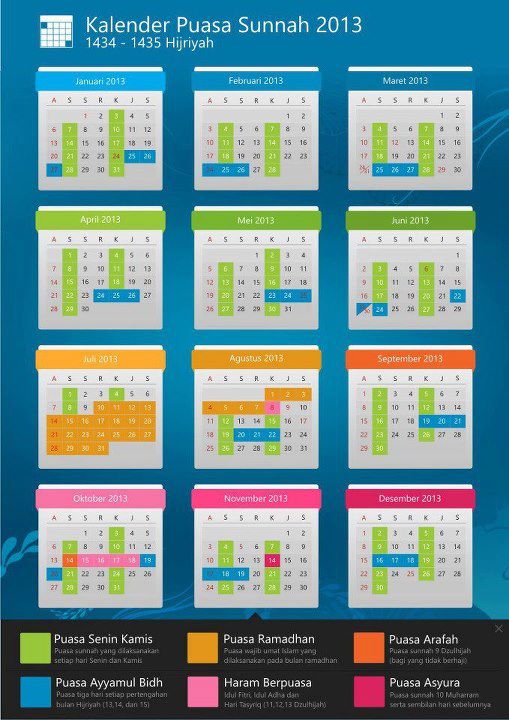 Kalender Puasa Sunnah 2013
1434 - 1435 Hijriyah
Januari 2013
A S S R K J S
1 2 3 4 5
6 7 8 9 10 11 12
13 14 15 16 17 18 19
20 21 22 23 24 25 26
27 28 29 30 31
Februari 2013
A S S R K J S
1 2
3 4 5 6 7 8 9
10 11 12 13 14 15 16
17 18 19 20 21 22 23
24 25 26 27 28
Maret 2013
A S S R K J S
1 2
3 4 5 6 7 8 9
10 11 12 13 14 15 16
17 18 19 20 21 22 23
24/31 25 26 27 28 29 30
April 2013
A S S R K J S
1 2 3 4 5 6
7 8 9 10 11 12 13
14 15 16 17 18 19 20
21 22 23 24 25 26 27
28 29 30
Mei 2013
A S S R K J S
1 2 3 4
5 6 7 8 9 10 11
12 13 14 15 16 17 18
19 20 21 22 23 24 25
26 27 28 29 30 31
Juni 2013
A S S R K J S
1
2 3 4 5 6 7 8
9 10 11 12 13 14 15
16 17 18 19 20 21 22
23/30 24 25 26 27 28 29
Juli 2013
A S S R K J S
1 2 3 4 5 6
7 8 9 10 11 12 13
14 15 16 17 18 19 20
21 22 23 24 25 26 27
28 29 30 31
Agustus 2013
A S S R K J S
1 2 3
4 5 6 7 8 9 10
11 12 13 14 15 16 17
18 19 20 21 22 23 24
25 26 27 28 29 30 31
September 2013
A S S R K J S
1 2 3 4 5 6 7
8 9 10 11 12 13 14
15 16 17 18 19 20 21
22 23 24 25 26 27 28
29 30
Oktober 2013
A S S R K J S
1 2 3 4 5
6 7 8 9 10 11 12
13 14 15 16 17 18 19
20 21 22 23 24 25 26
27 28 29 30 31
November 2013
A S S R K J S
1 2
3 4 5 6 7 8 9
10 11 12 13 14 15 16
17 18 19 20 21 22 23
24 25 26 27 28 29 30
Desember 2013
A S S R K J S
1 2 3 4 5 6 7
8 9 10 11 12 13 14
15 16 17 18 19 20 21
22 23 24 25 26 27 28
29 30 31
Puasa Senin Kamis
Puasa sunnah yang dilaksanakan
setiap hari Senin dan Kamis
Puasa Ramadhan
Puasa wajib umat Islam yang
dilaksanakan pada bulan ramadhan
Puasa Arafah
Puasa sunnah 9 Dzulhijah
(bagi yang tidak berhaji)
Puasa Ayyamul Bidh
Puasa tiga hari setiap pertengahan
bulan Hijriyah (13,14, dan 15)
Haram Berpuasa
Idul Fitri, Idul Adha dan
Hari Tasyriq (11,12,13 Dzulhijah)
Puasa Asyura
Puasa sunnah 10 Muharram
serta sembilan hari sebelumnya